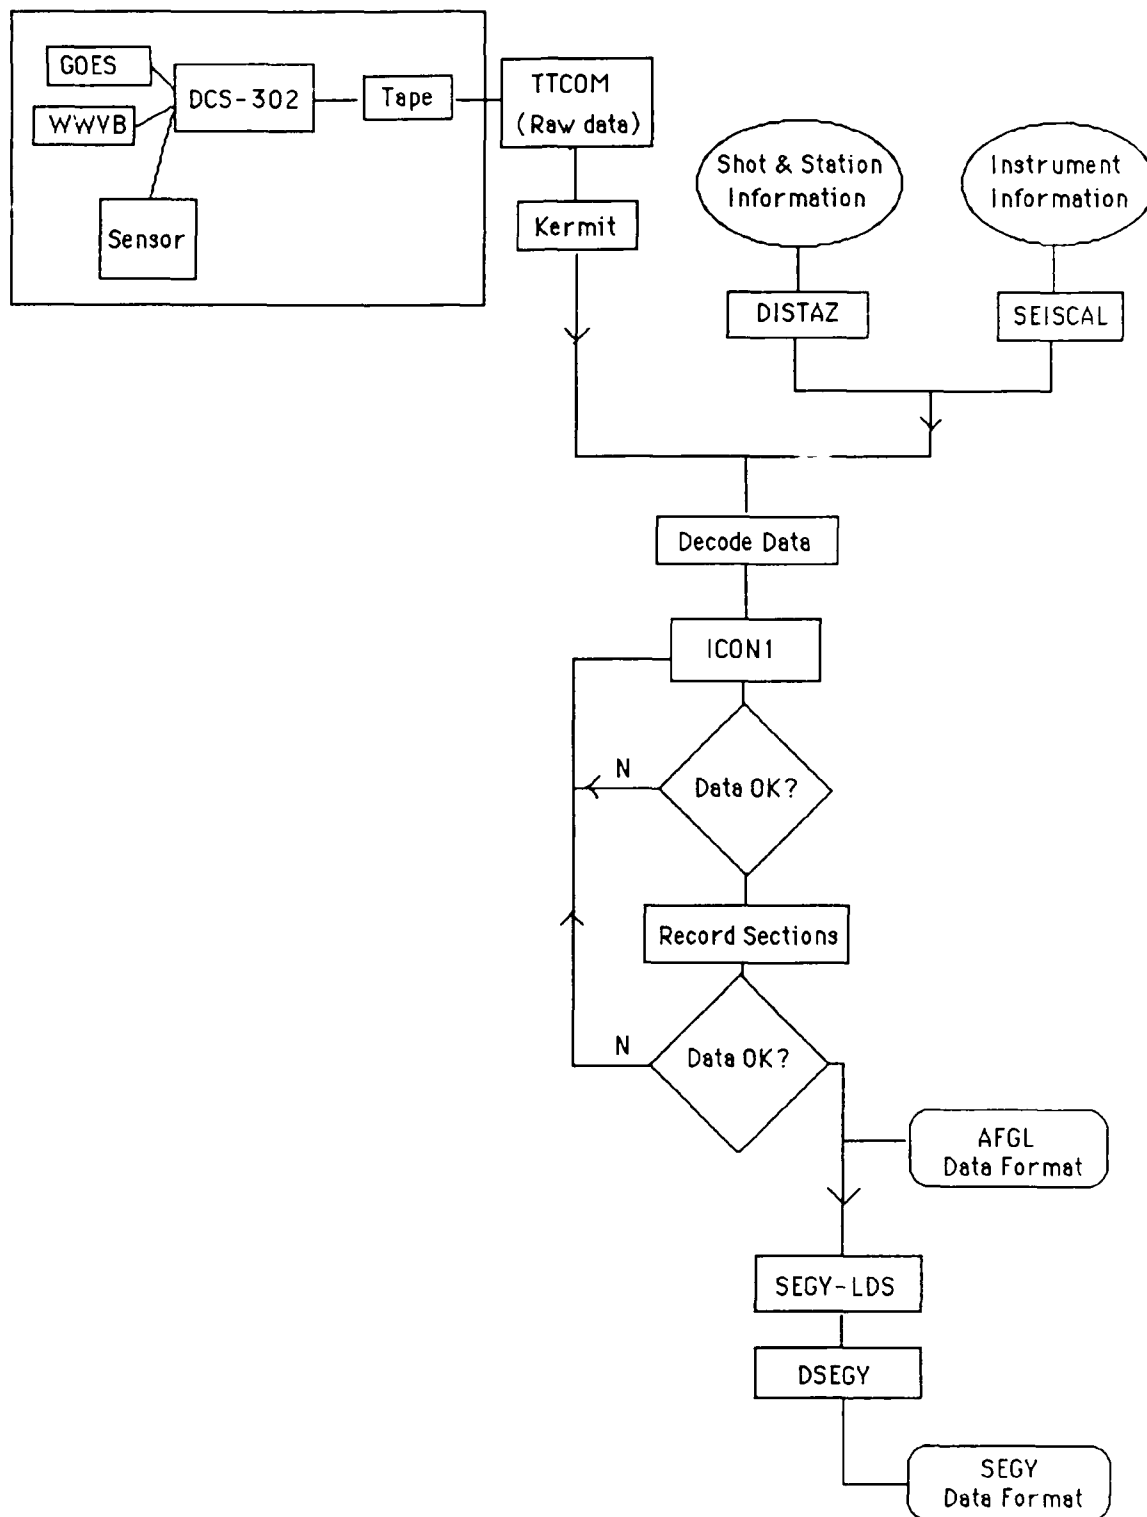 GOES
WWVB
DCS-302
Tape
Sensor
TTCOM
(Raw data)
Kermit
Shot & Station
Information
Instrument
Information
DISTAZ
SEISCAL
Decode Data
ICON1
Data OK?
N
Record Sections
Data OK?
N
AFGL
Data Format
SEGY-LDS
DSEGY
SEGY
Data Format